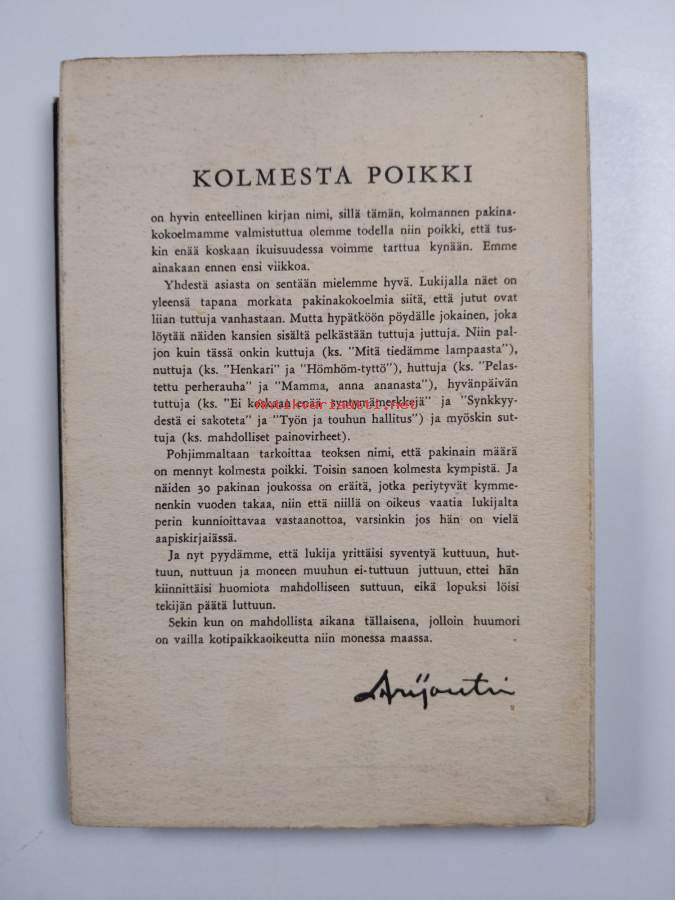 KOLMESTA POIKKI
on hyvin enteellinen kirjan nimi, sillä tämän, kolmannen pakina-
kokoelmamme valmistuttua olemme todella niin poikki, että tus-
kin enää koskaan ikuisuudessa voimme tarttua kynään. Emme
ainakaan ennen ensi viikkoa.
Yhdestä asiasta on sentään mielemme hyvä. Lukijalla näet on
yleensä tapana morkata pakinakokoelmia siitä, että jutut ovat
liian tuttuja vanhastaan. Mutta hypätköön pöydälle jokainen, joka
löytää näiden kansien sisältä pelkästään tuttuja juttuja. Niin pal-
jon kuin tässä onkin kuttuja (ks. "Mitä tiedämme lampaasta"),
nuttuja (ks. "Henkari" ja "Hömhöm-tyttö"), huttuja (ks. "Pelas-
tettu perherauha" ja "Mamma, anna ananasta"), hyvänpäivän
tuttuja (ks. "Ei koskaan enää syntymämerkkejä" ja "Synkkyy-
antikvariaatti.net
destä ei sakoteta" ja "Työn ja touhun hallitus") ja myöskin sut-
tuja (ks. mahdolliset painovirheet).
Pohjimmaltaan tarkoittaa teoksen nimi, että pakinain määrä
on mennyt kolmesta poikki. Toisin sanoen kolmesta kympistä. Ja
näiden 30 pakinan joukossa on eräitä, jotka periytyvät kymme-
nenkin vuoden takaa, niin että niillä on oikeus vaatia lukijalta
perin kunnioittavaa vastaanottoa, varsinkin jos hän on vielä
aapiskirjaiässä.
Ja nyt pyydämme, että lukija yrittäisi syventyä kuttuun, hut-
tuun, nuttuun ja moneen muuhun ei-tuttuun juttuun, ettei hän
kiinnittäisi huomiota mahdolliseen suttuun, eikä lopuksi löisi
tekijän päätä luttuun.
Sekin kun on mahdollista aikana tällaisena, jolloin huumori
on vailla kotipaikkaoikeutta niin monessa maassa.
Arijoutsi